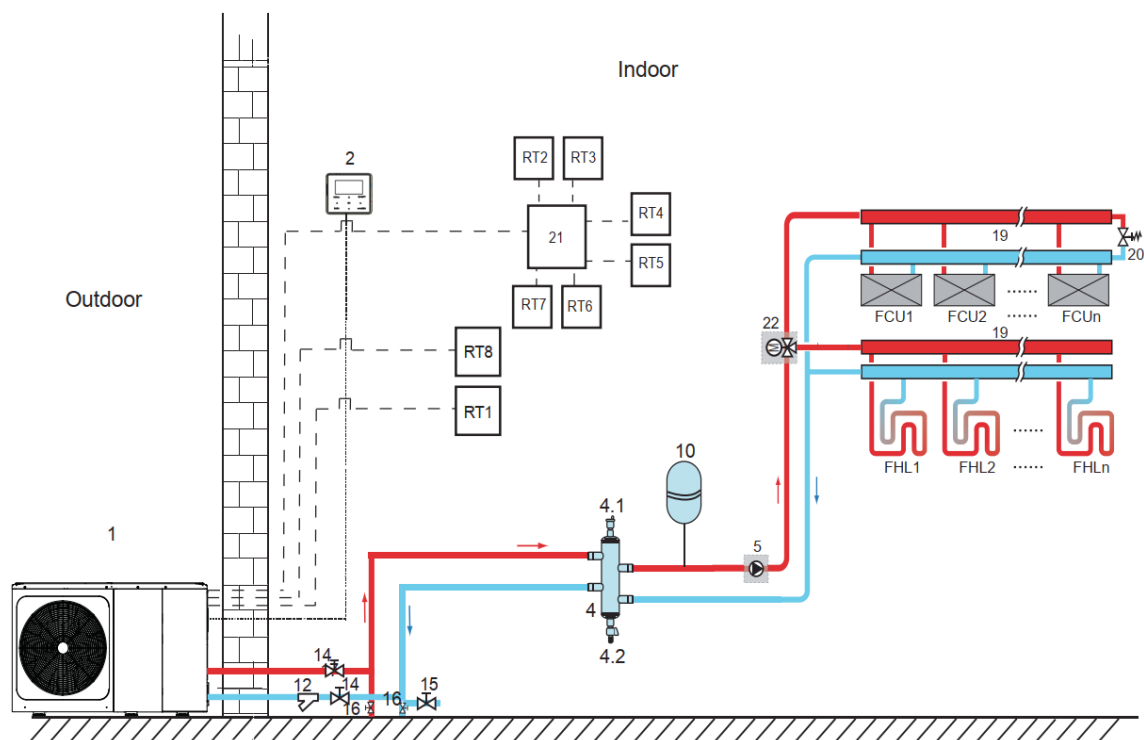 Indoor
Outdoor
2
RT2
RT3
RT4
21
RT5
RT7
RT6
RT8
RT1
19
20
FCU1
FCU2
......
......
FCUn
22
19
......
FHL1
FHL2
......
FHLn
10
4.1
5
4
4.2
1
14
12
14
16
16
15